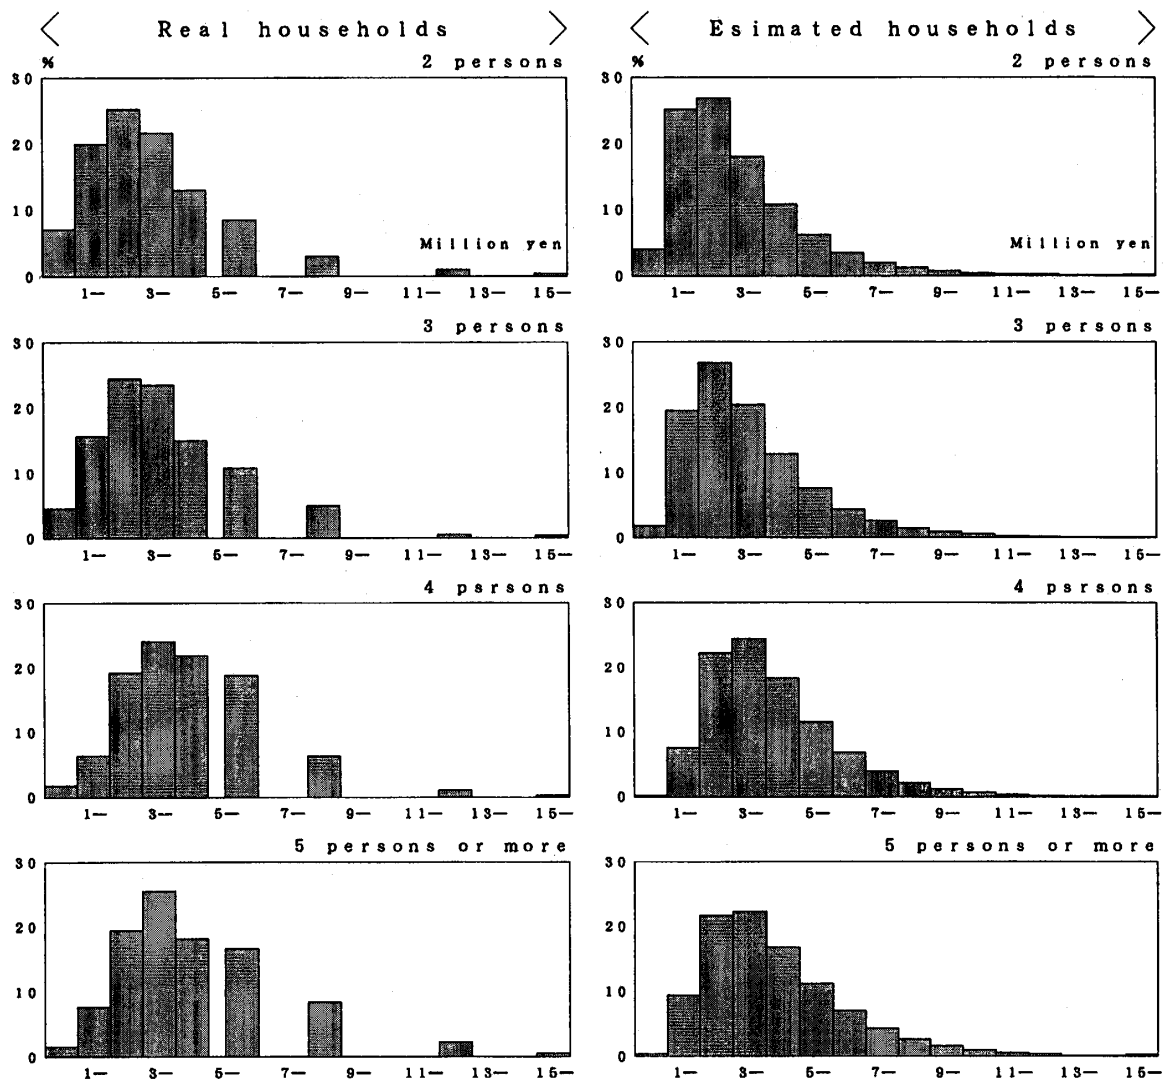 < Real households >
% 2 persons
30
20
10
Million yen
0
1— 3— 5— 7— 9— 11— 13— 15—
3 persons
30
20
10
0
1— 3— 5— 7— 9— 11— 13— 15—
4 psrsons
30
20
10
0
1— 3— 5— 7— 9— 11— 13— 15—
5 persons or more
30
20
10
0
1— 3— 5— 7— 9— 11— 13— 15—
< Esimated households >
% 2 persons
30
20
10
Million yen
0
1— 3— 5— 7— 9— 11— 13— 15—
3 persons
30
20
10
0
1— 3— 5— 7— 9— 11— 13— 15—
4 psrsons
30
20
10
0
1— 3— 5— 7— 9— 11— 13— 15—
5 persons or more
30
20
10
0
1— 3— 5— 7— 9— 11— 13— 15—